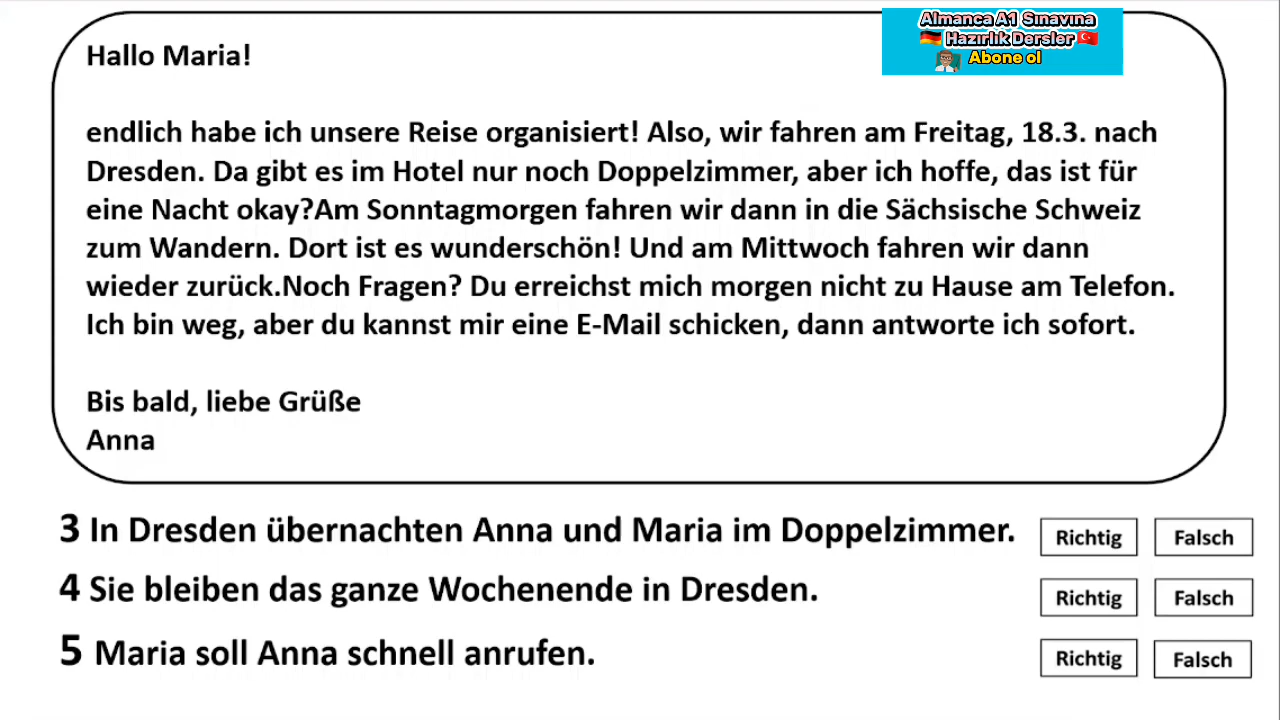 Almanca A1 Sınavına
Hazırlık Dersler
Abone ol
Hallo Maria!
endlich habe ich unsere Reise organisiert! Also, wir fahren am Freitag, 18.3. nach
Dresden. Da gibt es im Hotel nur noch Doppelzimmer, aber ich hoffe, das ist für
eine Nacht okay?Am Sonntagmorgen fahren wir dann in die Sächsische Schweiz
zum Wandern. Dort ist es wunderschön! Und am Mittwoch fahren wir dann
wieder zurück.Noch Fragen? Du erreichst mich morgen nicht zu Hause am Telefon.
Ich bin weg, aber du kannst mir eine E-Mail schicken, dann antworte ich sofort.
Bis bald, liebe Grüße
Anna
3 In Dresden übernachten Anna und Maria im Doppelzimmer. Richtig Falsch
4 Sie bleiben das ganze Wochenende in Dresden. Richtig Falsch
5 Maria soll Anna schnell anrufen. Richtig Falsch